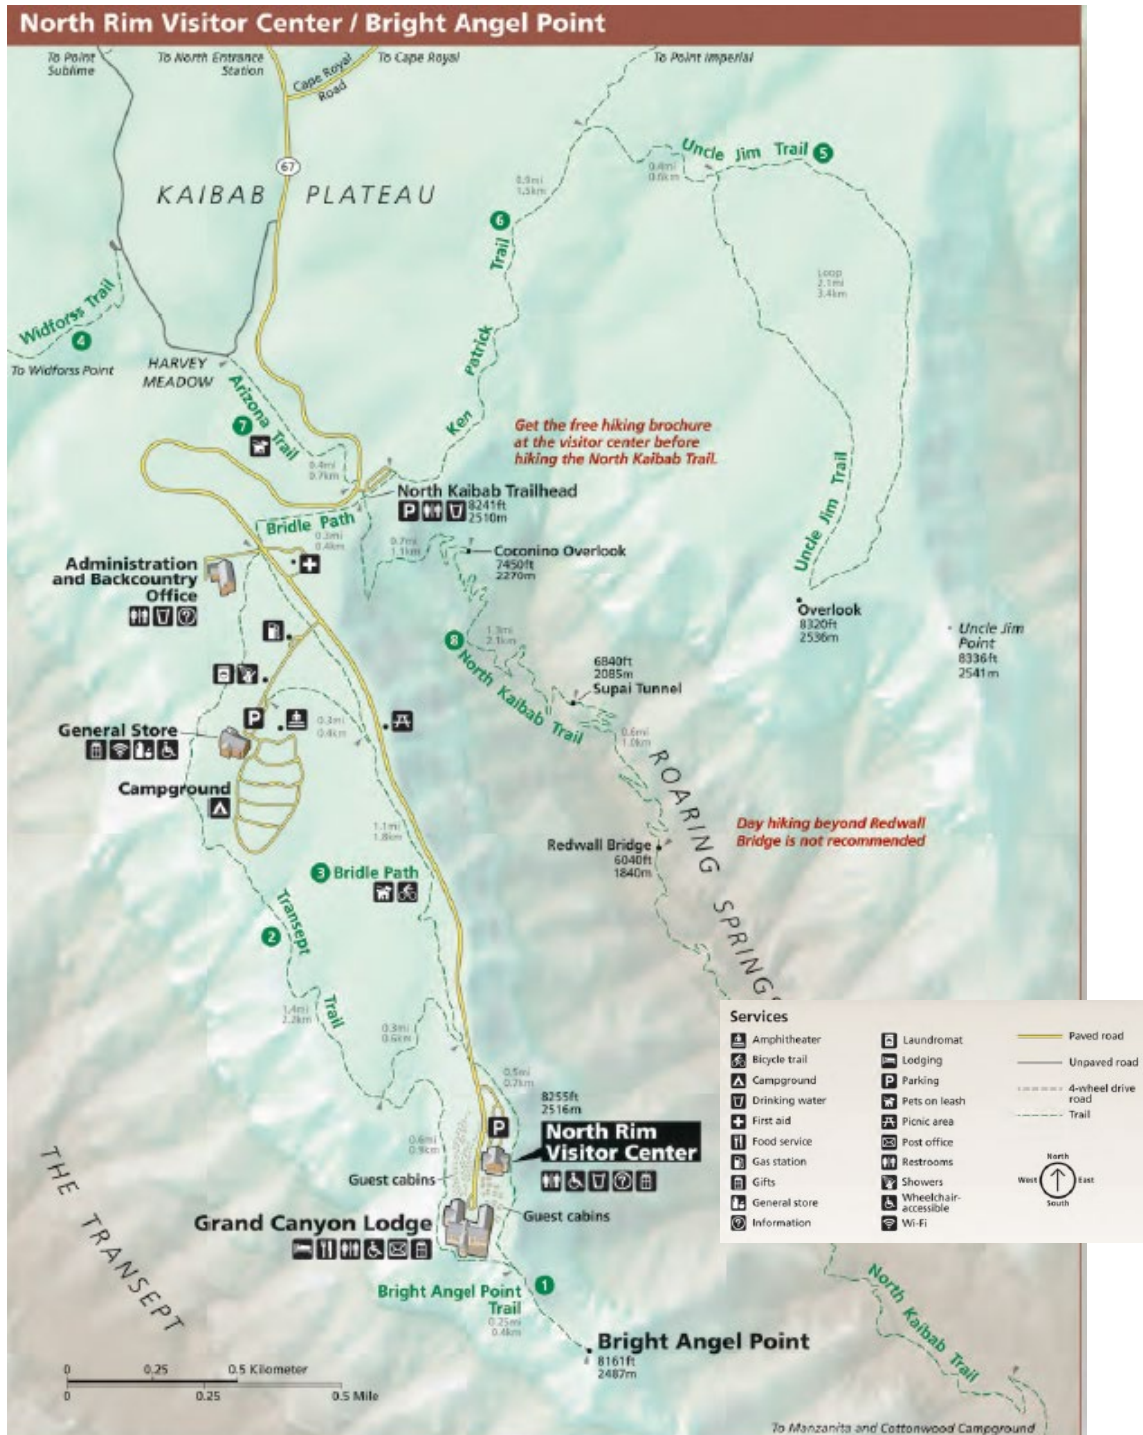 North Rim Visitor Center / Bright Angel Point
To Point
Sublime
To North Entrance
Station
Cape Royal
Road
To Cape Royal
To Point Imperial
67
KAIBAB PLATEAU
Uncle Jim Trail 5
0.4mi
0.6km
0.9mi
1.5km
6
Ken Patrick Trail
Loop
2.1mi
3.4km
Widforss Trail
4
To Widforss Point
HARVEY
MEADOW
Arizona Trail
7
0.4mi
0.7km
Get the free hiking brochure
at the visitor center before
hiking the North Kaibab Trail.
Uncle Jim Trail
Uncle Jim Trail
North Kaibab Trailhead
P
8241ft
2510m
Bridle Path
0.3mi
0.4km
0.7mi
1.1km
Coconino Overlook
7450ft
2270m
Administration
and Backcountry
Office
Overlook
8320ft
2536m
Uncle Jim
Point
8336ft
2541m
8
North Kaibab Trail
1.3mi
2.1km
6840ft
2085m
Supai Tunnel
P
0.3mi
0.4km
General Store
0.6mi
1.0km
Campground
ROARING SPRINGS
Day hiking beyond Redwall
Bridge is not recommended
1.1mi
1.8km
Redwall Bridge
6040ft
1840m
3 Bridle Path
Transept Trail
2
1.4mi
2.2km
0.3mi
0.6km
0.5mi
0.7km
8255ft
2516m
P
North Rim
Visitor Center
0.6mi
0.9km
Guest cabins
Guest cabins
Grand Canyon Lodge
THE TRANSEPT
Bright Angel Point
Trail
1
0.25mi
0.4km
Bright Angel Point
8161ft
2487m
0 0.25 0.5 Kilometer
0 0.25 0.5 Mile
North Kaibab Trail
To Manzanita and Cottonwood Campground
Services
Amphitheater
Bicycle trail
Campground
Drinking water
First aid
Food service
Gas station
Gifts
General store
Information
Laundromat
Lodging
P Parking
Pets on leash
Picnic area
Post office
Restrooms
Showers
Wheelchair-
accessible
Wi-Fi
Paved road
Unpaved road
4-wheel drive
road
Trail
North
West East
South